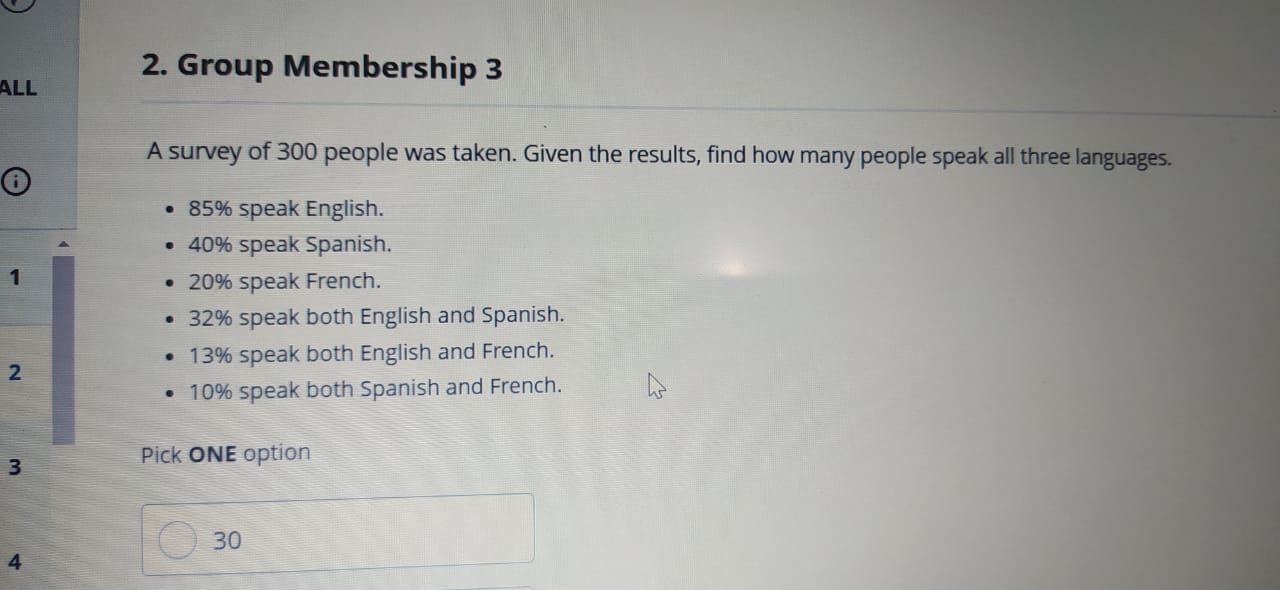 2. Group Membership 3
ALL
A survey of 300 people was taken. Given the results, find how many people speak all three languages.
• 85% speak English.
• 40% speak Spanish.
1
• 20% speak French.
• 32% speak both English and Spanish.
• 13% speak both English and French.
2
• 10% speak both Spanish and French.
Pick ONE option
3
30
4